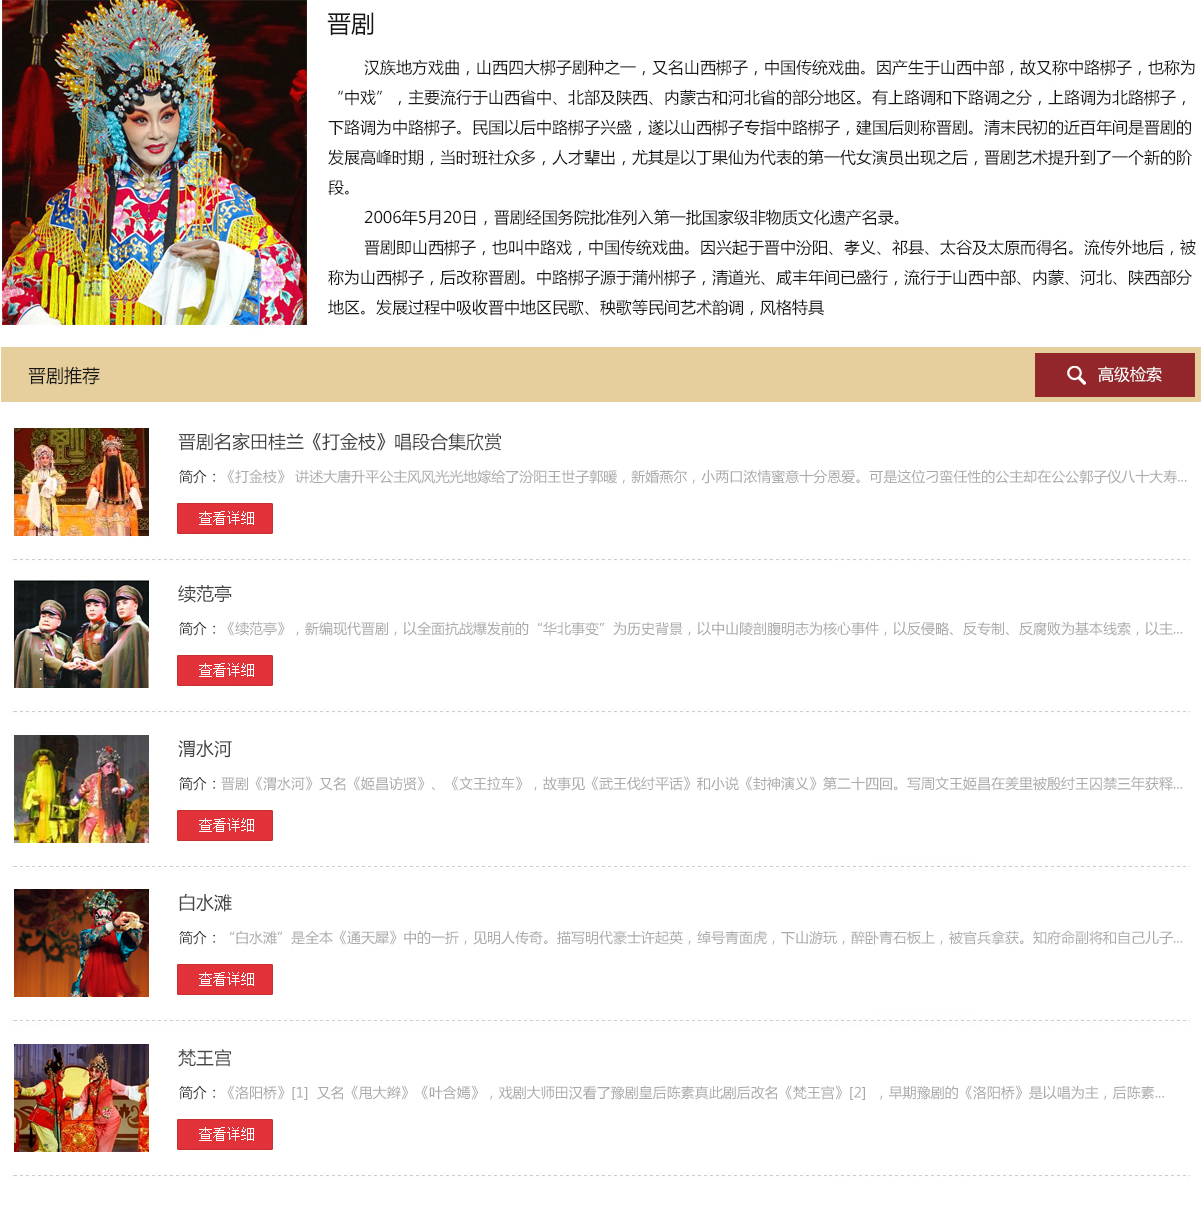 晋剧
汉族地方戏曲，山西四大梆子剧种之一，又名山西梆子，中国传统戏曲。因产生于山西中部，故又称中路梆子，也称为
“中戏”，主要流行于山西省中、北部及陕西、内蒙古和河北省的部分地区。有上路调和下路调之分，上路调为北路梆子，
下路调为中路梆子。民国以后中路梆子兴盛，遂以山西梆子专指中路梆子，建国后则称晋剧。清末民初的近百年间是晋剧的
发展高峰时期，当时班社众多，人才辈出，尤其是以丁果仙为代表的第一代女演员出现之后，晋剧艺术提升到了一个新的阶
段。
2006年5月20日，晋剧经国务院批准列入第一批国家级非物质文化遗产名录。
晋剧即山西梆子，也叫中路戏，中国传统戏曲。因兴起于晋中汾阳、孝义、祁县、太谷及太原而得名。流传外地后，被
称为山西梆子，后改称晋剧。中路梆子源于蒲州梆子，清道光、咸丰年间已盛行，流行于山西中部、内蒙、河北、陕西部分
地区。发展过程中吸收晋中地区民歌、秧歌等民间艺术韵调，风格特具
晋剧推荐
高级检索
晋剧名家田桂兰《打金枝》唱段合集欣赏
简介：《打金枝》 讲述大唐升平公主风风光光地嫁给了汾阳王世子郭暖，新婚燕尔，小两口浓情蜜意十分恩爱。可是这位刁蛮任性的公主却在公公郭子仪八十大寿...
查看详细
续范亭
简介：《续范亭》，新编现代晋剧，以全面抗战爆发前的“华北事变”为历史背景，以中山陵剖腹明志为核心事件，以反侵略、反专制、反腐败为基本线索，以主...
查看详细
渭水河
简介：晋剧《渭水河》又名《姬昌访贤》、《文王拉车》，故事见《武王伐纣平话》和小说《封神演义》第二十四回。写周文王姬昌在羑里被殷纣王囚禁三年获释...
查看详细
白水滩
简介：“白水滩”是全本《通天犀》中的一折，见明人传奇。描写明代豪士许起英，绰号青面虎，下山游玩，醉卧青石板上，被官兵拿获。知府命副将和自己儿子...
查看详细
梵王宫
简介：《洛阳桥》[1] 又名《甩大辫》《叶含嫣》，戏剧大师田汉看了豫剧皇后陈素真此剧后改名《梵王宫》[2] ，早期豫剧的《洛阳桥》是以唱为主，后陈素...
查看详细